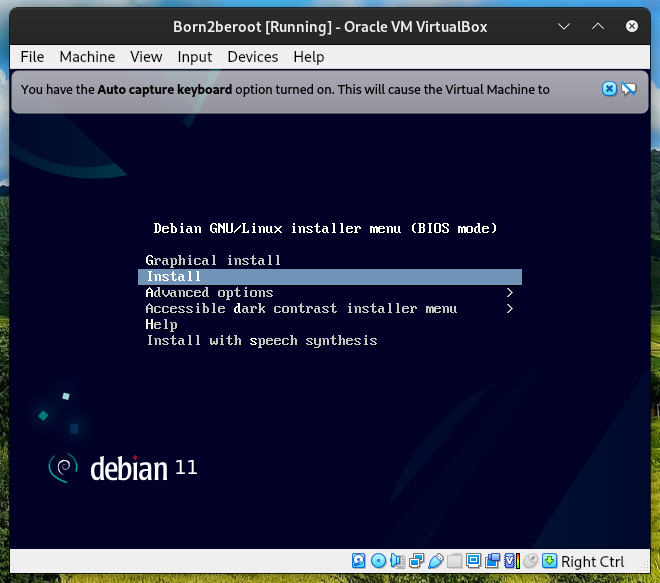 Born2beroot [Running] - Oracle VM VirtualBox
File Machine View Input Devices Help
You have the Auto capture keyboard option turned on. This will cause the Virtual Machine to
Debian GNU/Linux installer menu (BIOS mode)
Graphical install
Install
Advanced options >
Accessible dark contrast installer menu >
Help
Install with speech synthesis
debian 11
Right Ctrl